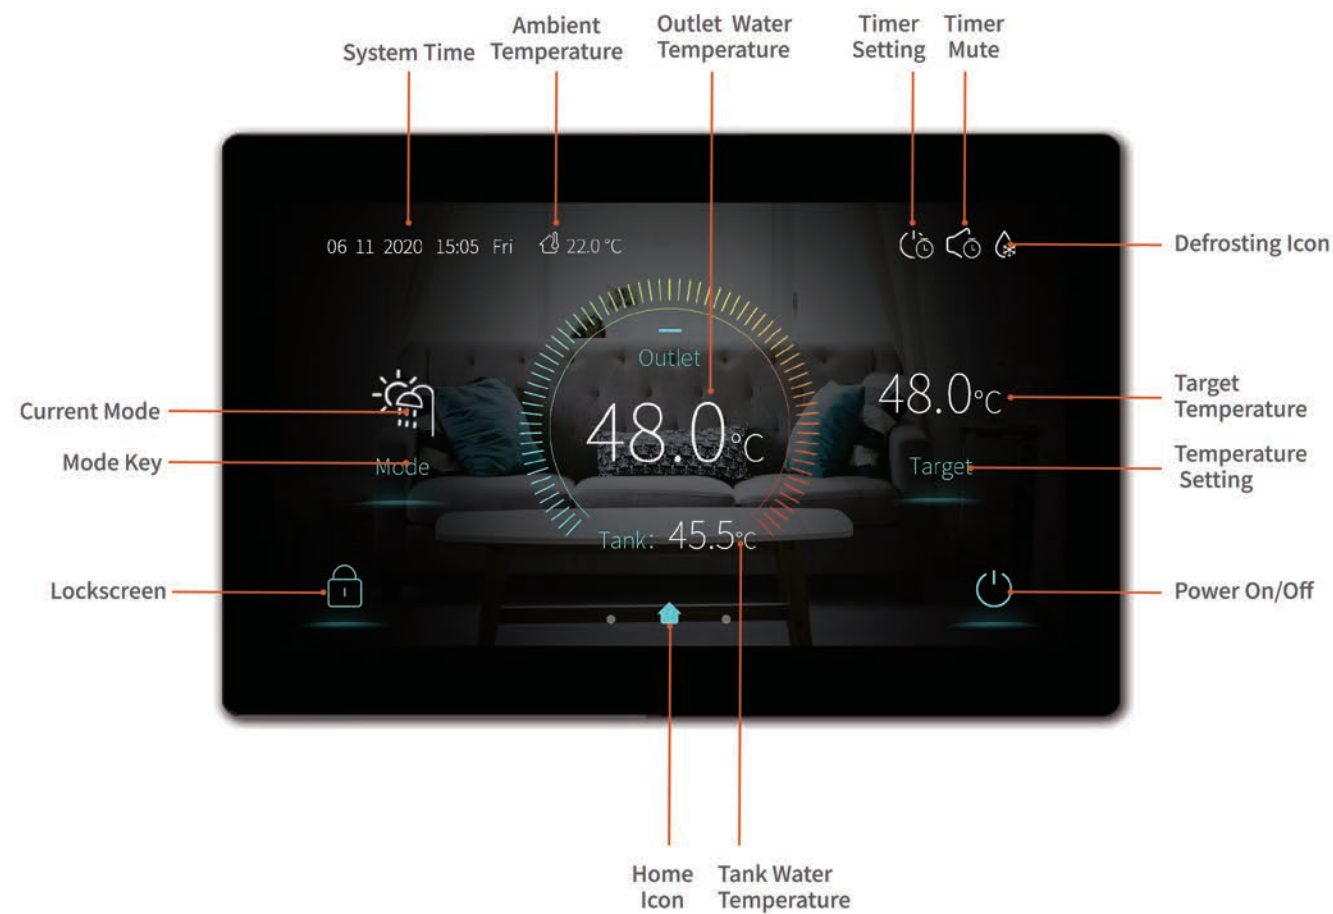 System Time
Ambient
Temperature
Outlet Water
Temperature
Timer
Setting
Timer
Mute
06 11 2020 15:05 Fri 22.0 °C
Defrosting Icon
Outlet
48.0°C
48.0°C
Target
Temperature
Current Mode
Mode Key
Mode
Target
Temperature
Setting
Tank: 45.5°C
Lockscreen
Power On/Off
Home
Icon
Tank Water
Temperature